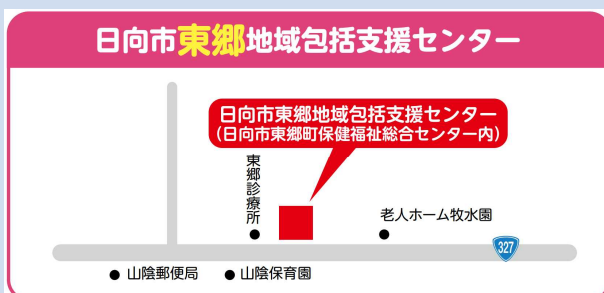 日向市東郷地域包括支援センター
日向市東郷地域包括支援センター
(日向市東郷町保健福祉総合センター内)
東郷診療所
老人ホーム牧水園
327
● 山陰郵便局
● 山陰保育園